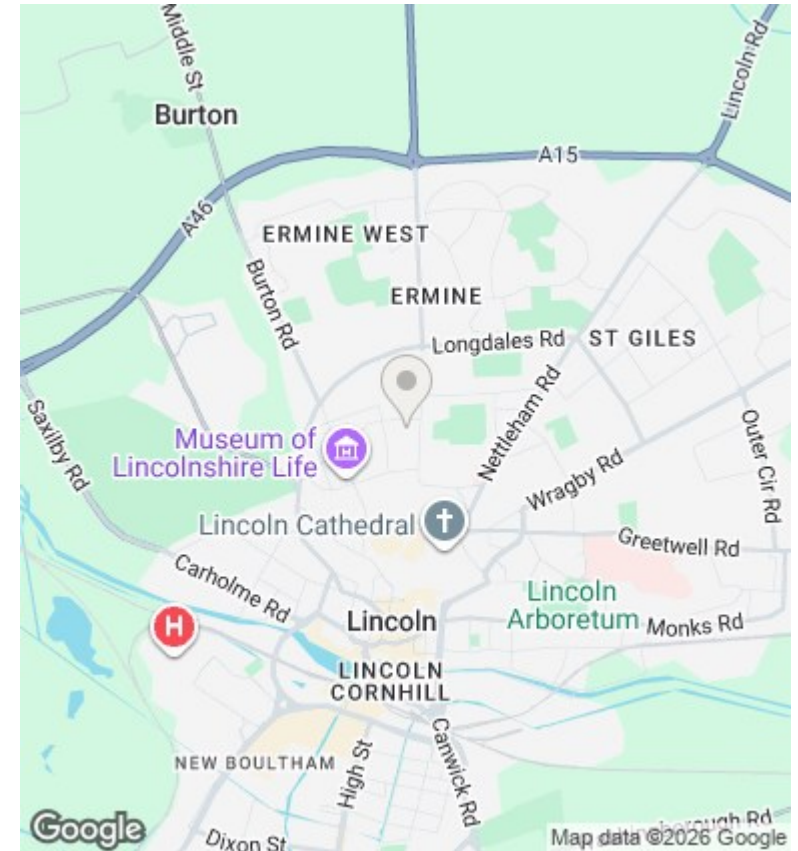 Middle St
Burton
Lincoln Rd
A15
A46
ERMINE WEST
Burton Rd
ERMINE
Longdales Rd
ST GILES
Saxilby Rd
Nettleham Rd
Outer Cir Rd
Museum of
Lincolnshire Life
Wragby Rd
Lincoln Cathedral
Greetwell Rd
Carholme Rd
Lincoln
Arboretum
H
Lincoln
Monks Rd
LINCOLN
CORNHILL
Canwick Rd
NEW BOULTHAM
High St
Google
Dixon St
Map data ©2026 Google